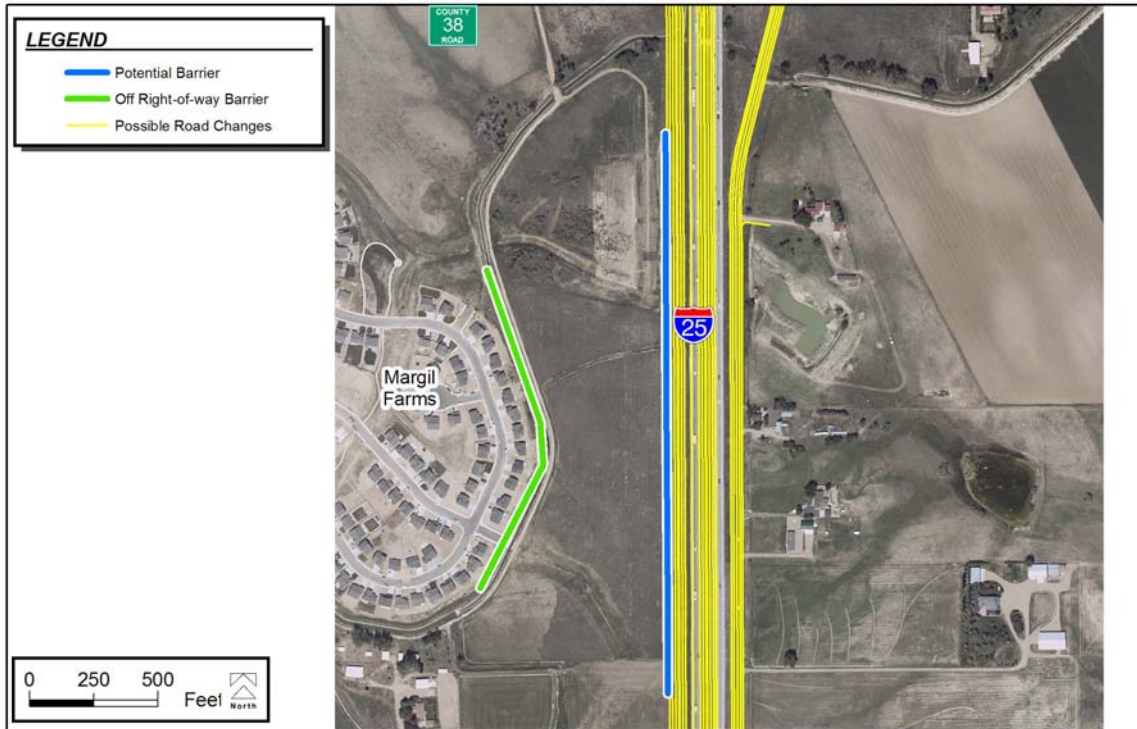 LEGEND
Potential Barrier
Off Right-of-way Barrier
Possible Road Changes
COUNTY
38
ROAD
25
Margil
Farms
0 250 500
Feet
North